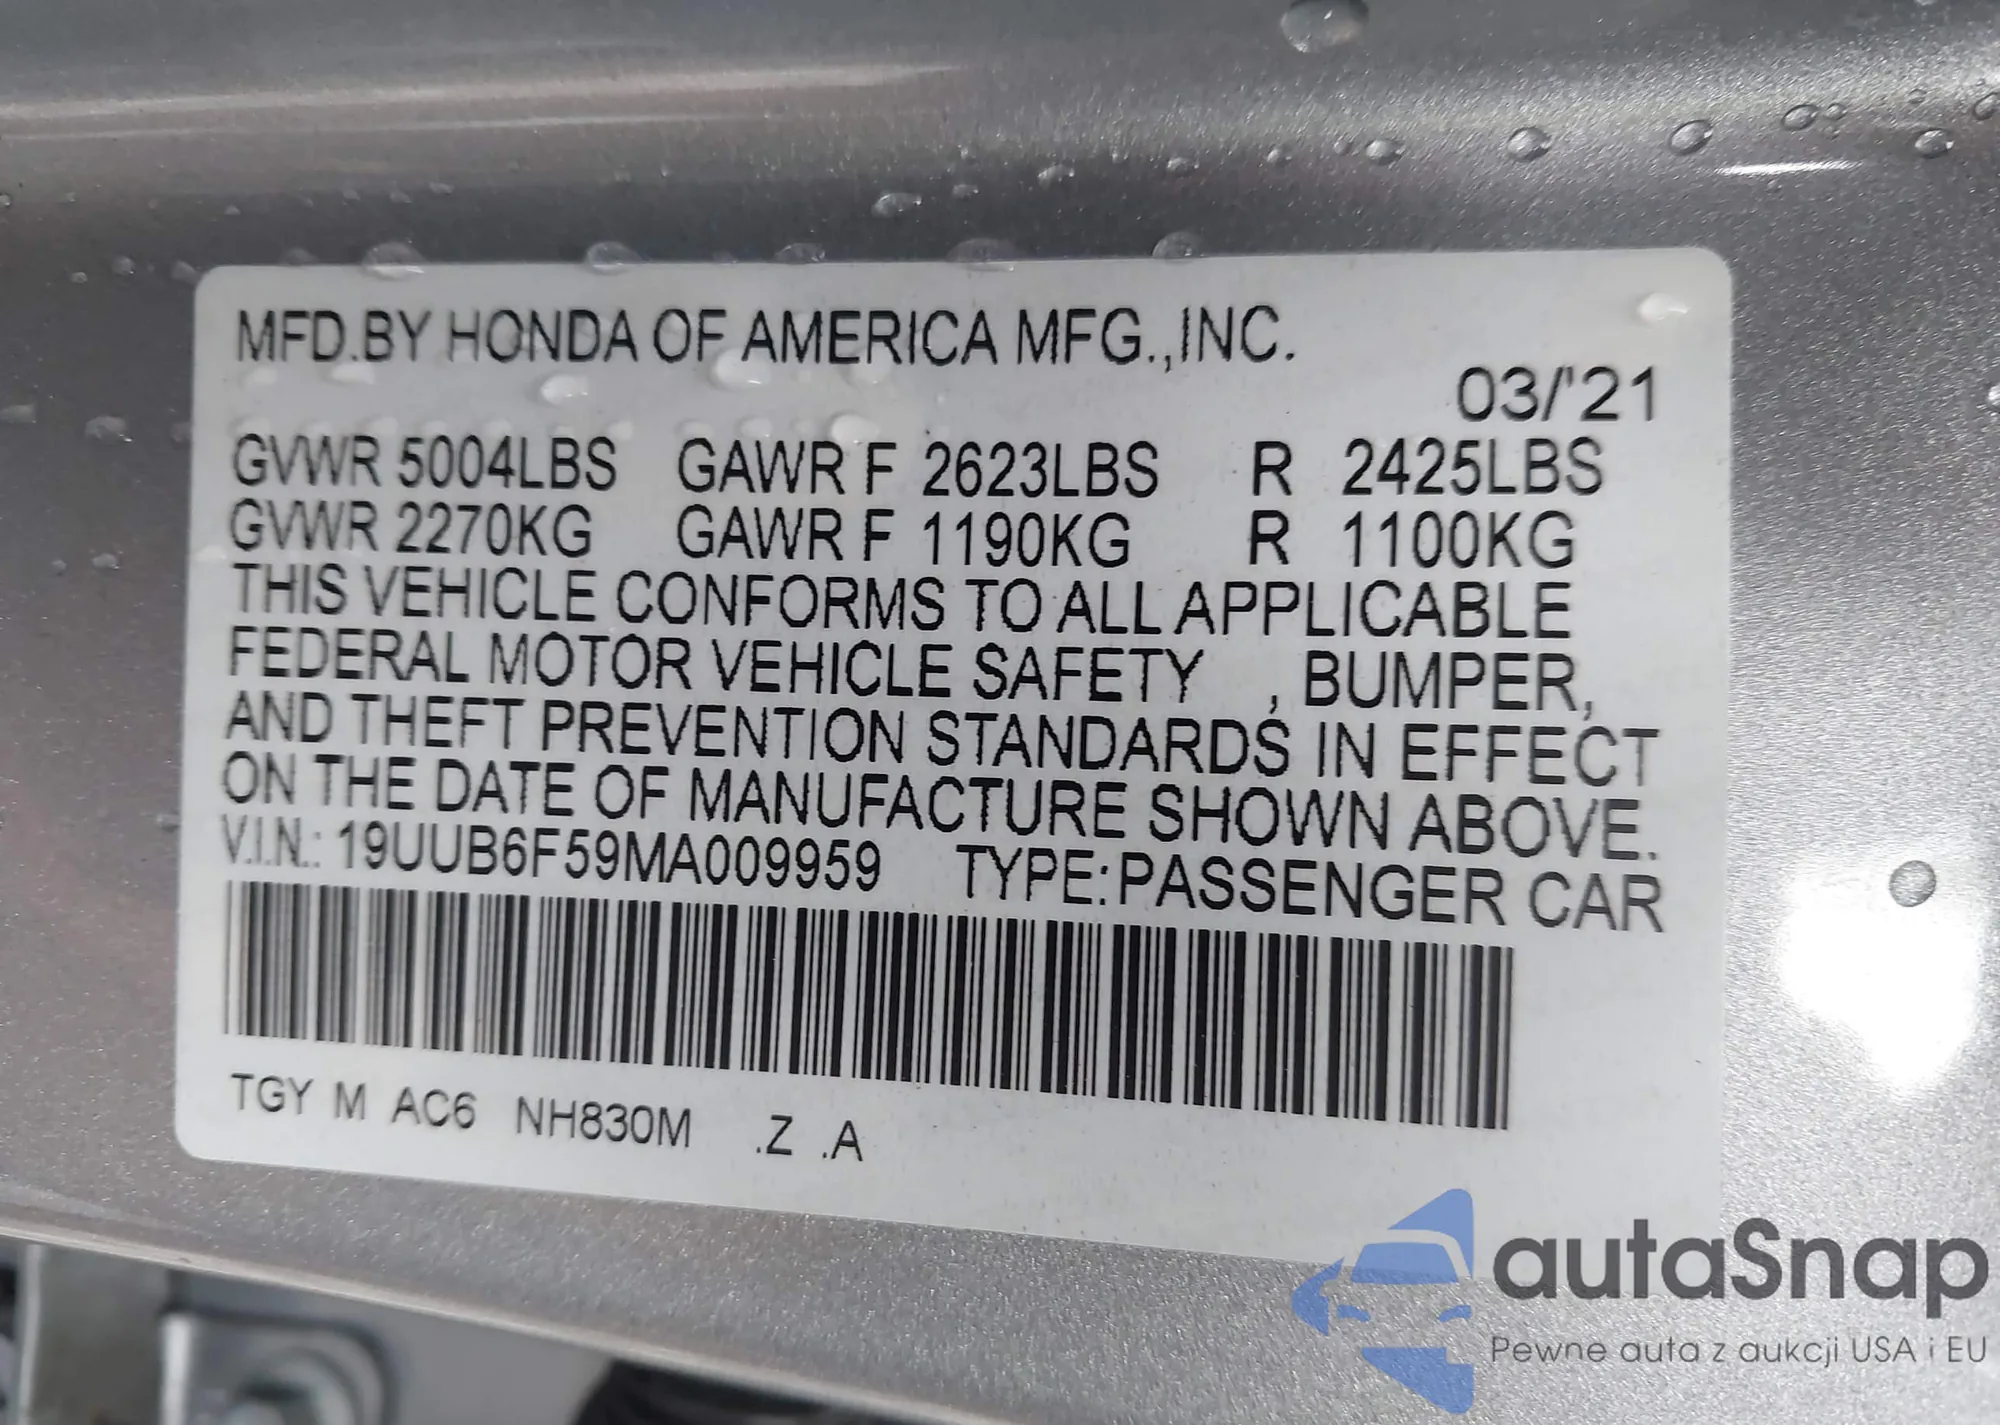 MFD.BY HONDA OF AMERICA MFG.,INC.
03/'21
GVWR 5004LBS GAWR F 2623LBS R 2425LBS
GVWR 2270KG GAWR F 1190KG R 1100KG
THIS VEHICLE CONFORMS TO ALL APPLICABLE
FEDERAL MOTOR VEHICLE SAFETY , BUMPER,
AND THEFT PREVENTION STANDARDS IN EFFECT
ON THE DATE OF MANUFACTURE SHOWN ABOVE.
V.I.N.: 19UUB6F59MA009959 TYPE:PASSENGER CAR
TGY M AC6 NH830M .Z .A
autaSnap
Pewne auta z aukcji USA i EU